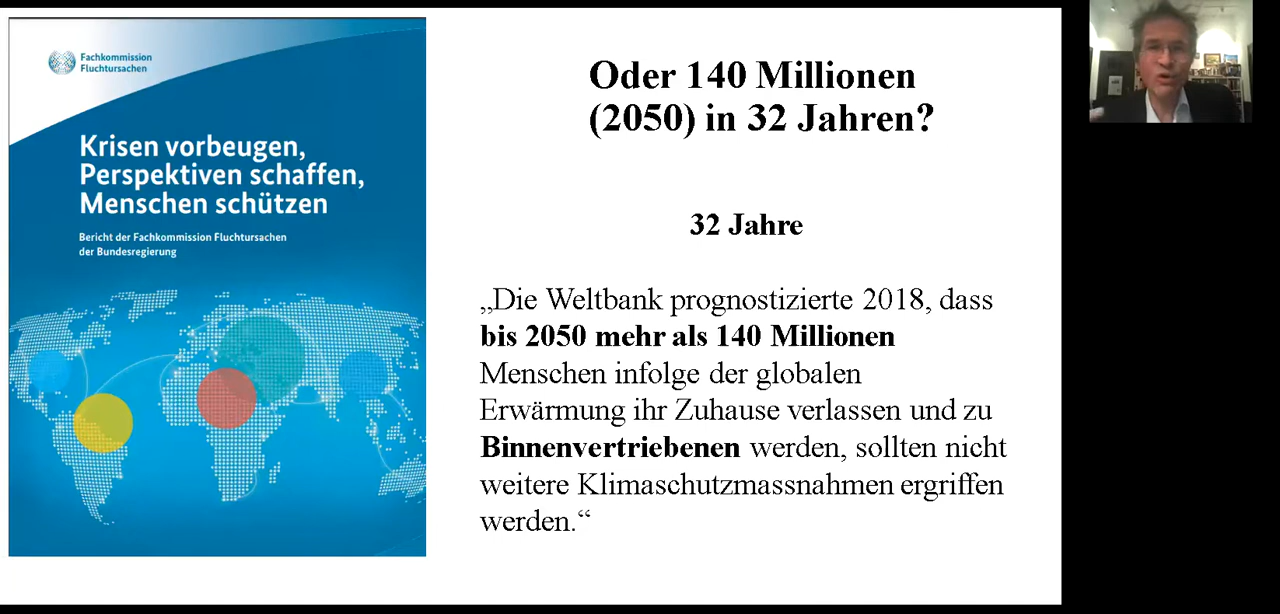 Fachkommission
Fluchtursachen
Krisen vorbeugen,
Perspektiven schaffen,
Menschen schützen
Bericht der Fachkommission Fluchtursachen
der Bundesregierung
Oder 140 Millionen
(2050) in 32 Jahren?
32 Jahre
„Die Weltbank prognostizierte 2018, dass
bis 2050 mehr als 140 Millionen
Menschen infolge der globalen
Erwärmung ihr Zuhause verlassen und zu
Binnenvertriebenen werden, sollten nicht
weitere Klimaschutzmassnahmen ergriffen
werden.“